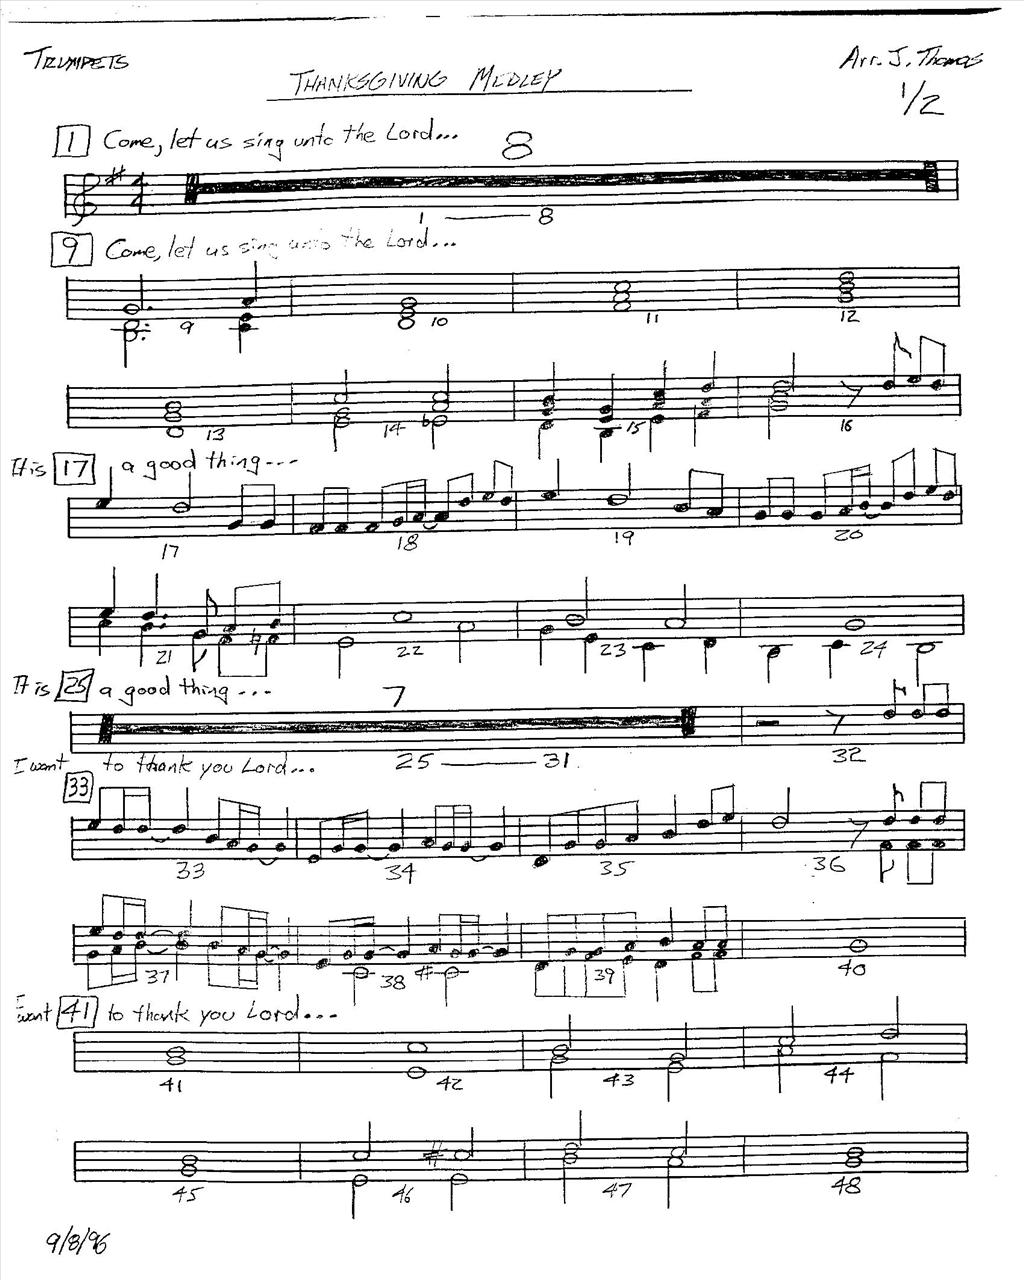 TRUMPETS
Arr. J. Thomas
THANKSGIVING MEDLEY
1/2
1 Come, let us sing unto the Lord...
8
4
4
1 — 8
9 Come, let us sing unto the Lord...
9 10 11 12
13 14 15 16
It is 17 a good thing---
17 18 19 20
21 22 23 24
It is 25 a good thing...
7
25 — 31 32
I want to thank you Lord...
33
33 34 35 36
37 38 39 40
I want 41 to thank you Lord...
41 42 43 44
45 46 47 48
9/8/96